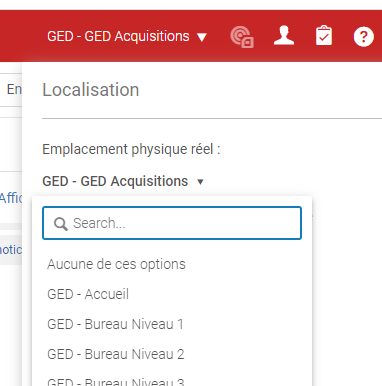 GED - GED Acquisitions ▼
En
Localisation
Emplacement physique réel :
Affic
GED - GED Acquisitions ▼
Search...
notic
Aucune de ces options
GED - Accueil
GED - Bureau Niveau 1
GED - Bureau Niveau 2
GED - Bureau Niveau 3